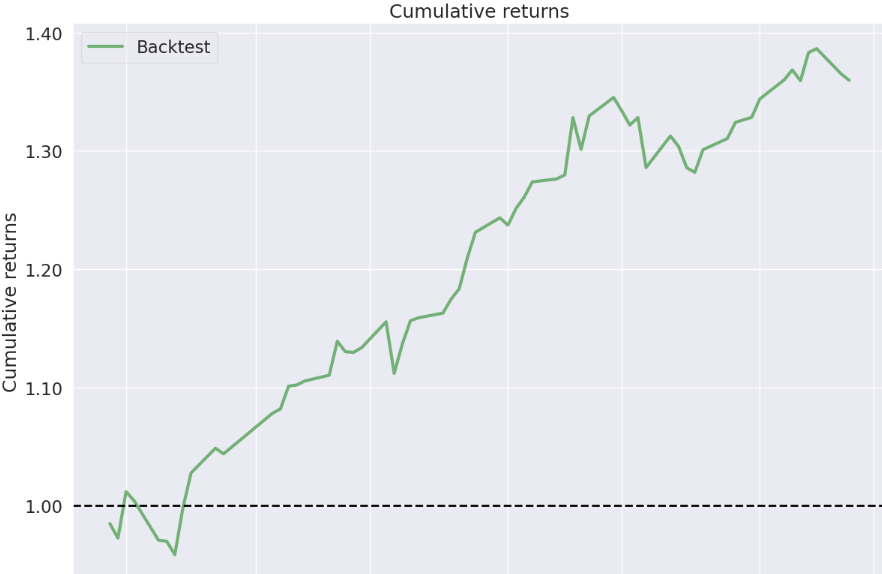 Cumulative returns
Backtest
1.40
1.30
1.20
1.10
1.00
Cumulative returns